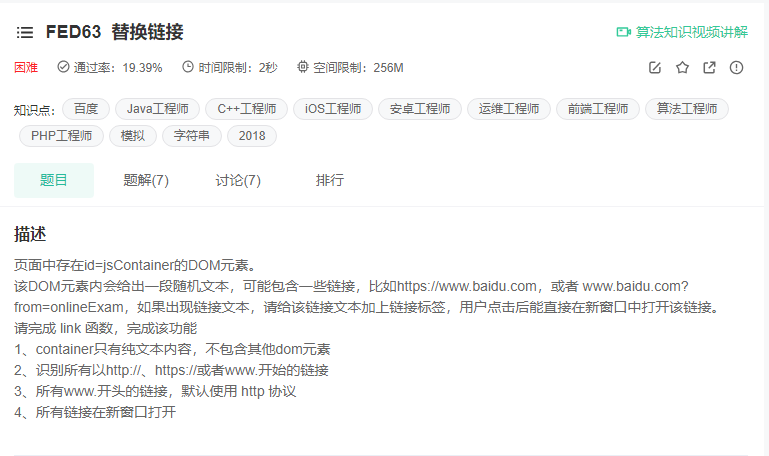 FED63 替换链接
算法知识视频讲解
困难 通过率：19.39% 时间限制：2秒 空间限制：256M
知识点： 百度 Java工程师 C++工程师 iOS工程师 安卓工程师 运维工程师 前端工程师 算法工程师
PHP工程师 模拟 字符串 2018
题目 题解(7) 讨论(7) 排行
描述
页面中存在id=jsContainer的DOM元素。
该DOM元素内会给出一段随机文本，可能包含一些链接，比如https://www.baidu.com，或者 www.baidu.com?
from=onlineExam，如果出现链接文本，请给该链接文本加上链接标签，用户点击后能直接在新窗口中打开该链接。
请完成 link 函数，完成该功能
1、container只有纯文本内容，不包含其他dom元素
2、识别所有以http://、https://或者www.开始的链接
3、所有www.开头的链接，默认使用 http 协议
4、所有链接在新窗口打开